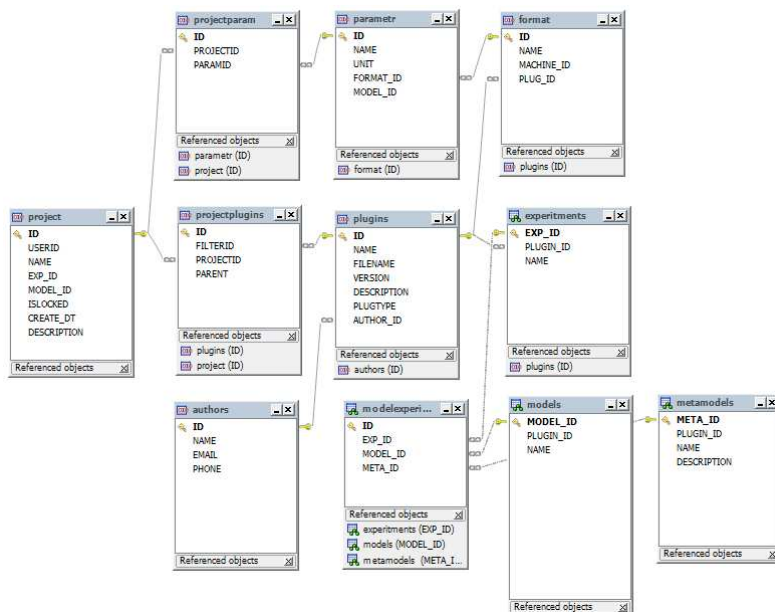 projectparam
ID
PROJECTID
PARAMID
Referenced objects
parametr (ID)
project (ID)
parametr
ID
NAME
UNIT
FORMAT_ID
MODEL_ID
Referenced objects
format (ID)
format
ID
NAME
MACHINE_ID
PLUG_ID
Referenced objects
plugins (ID)
project
ID
USERID
NAME
EXP_ID
MODEL_ID
ISLOCKED
CREATE_DT
DESCRIPTION
Referenced objects
projectplugins
ID
FILTERID
PROJECTID
PARENT
Referenced objects
plugins (ID)
project (ID)
plugins
ID
NAME
FILENAME
VERSION
DESCRIPTION
PLUGTYPE
AUTHOR_ID
Referenced objects
authors (ID)
experitments
EXP_ID
PLUGIN_ID
NAME
Referenced objects
plugins (ID)
authors
ID
NAME
EMAIL
PHONE
Referenced objects
modelexperi...
ID
EXP_ID
MODEL_ID
META_ID
Referenced objects
experitments (EXP_ID)
models (MODEL_ID)
metamodels (META_I...
models
MODEL_ID
PLUGIN_ID
NAME
Referenced objects
metamodels
META_ID
PLUGIN_ID
NAME
DESCRIPTION
Referenced objects